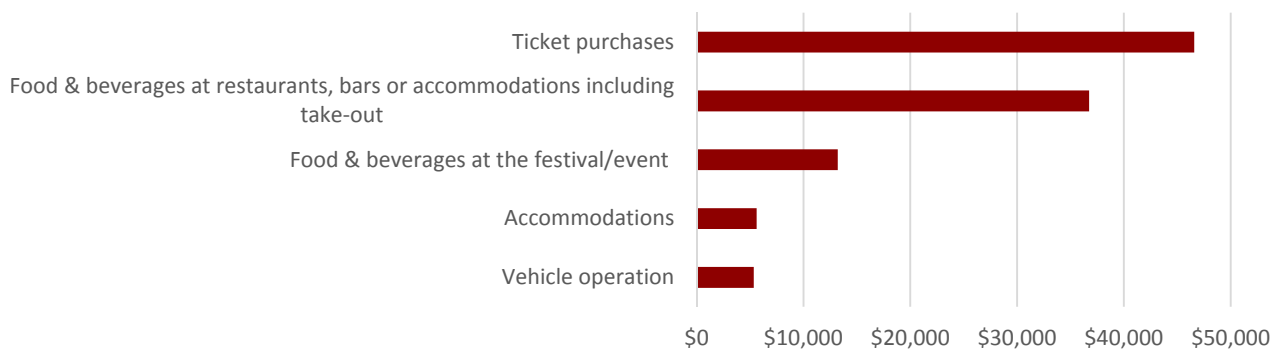 Ticket purchases
Food & beverages at restaurants, bars or accommodations including
take-out
Food & beverages at the festival/event
Accommodations
Vehicle operation
$0 $10,000 $20,000 $30,000 $40,000 $50,000